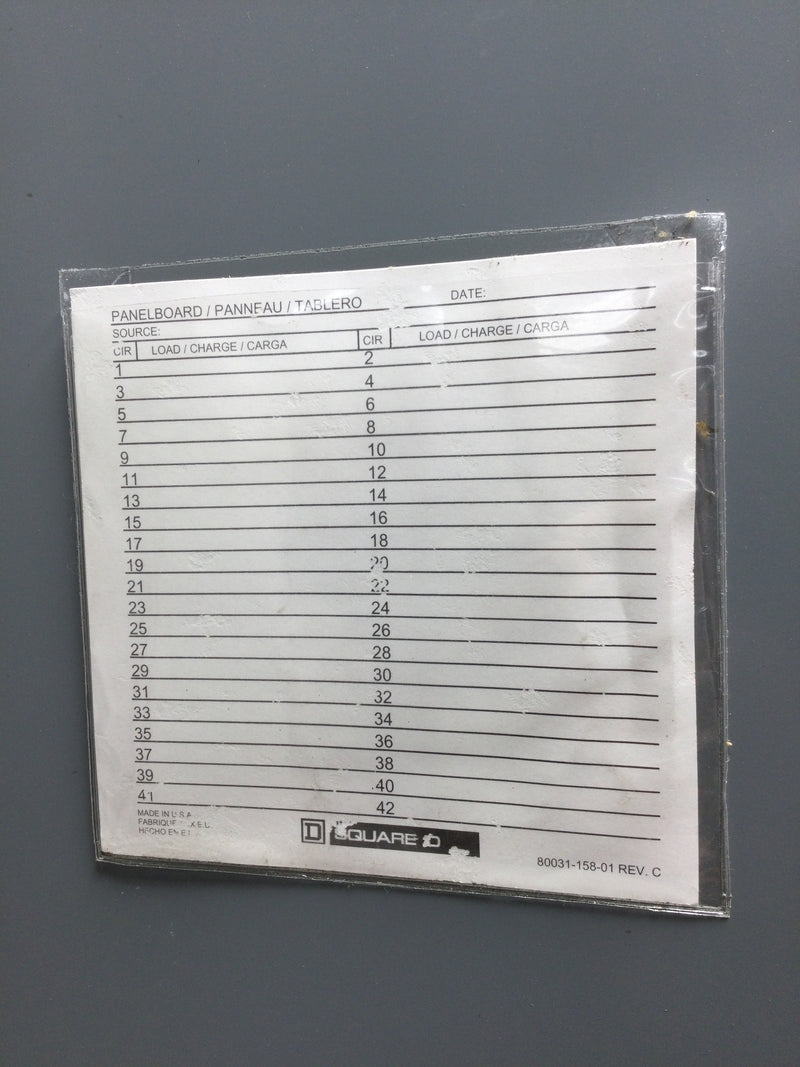 PANELBOARD / PANNEAU / TABLERO DATE:
SOURCE:
CIR LOAD / CHARGE / CARGA CIR LOAD / CHARGE / CARGA
1 2
3 4
5 6
7 8
9 10
11 12
13 14
15 16
17 18
19 20
21 22
23 24
25 26
27 28
29 30
31 32
33 34
35 36
37 38
39 40
41 42
MADE IN U.S.A.
FABRIQUE
HECHO EN
D SQUARE D
80031-158-01 REV. C